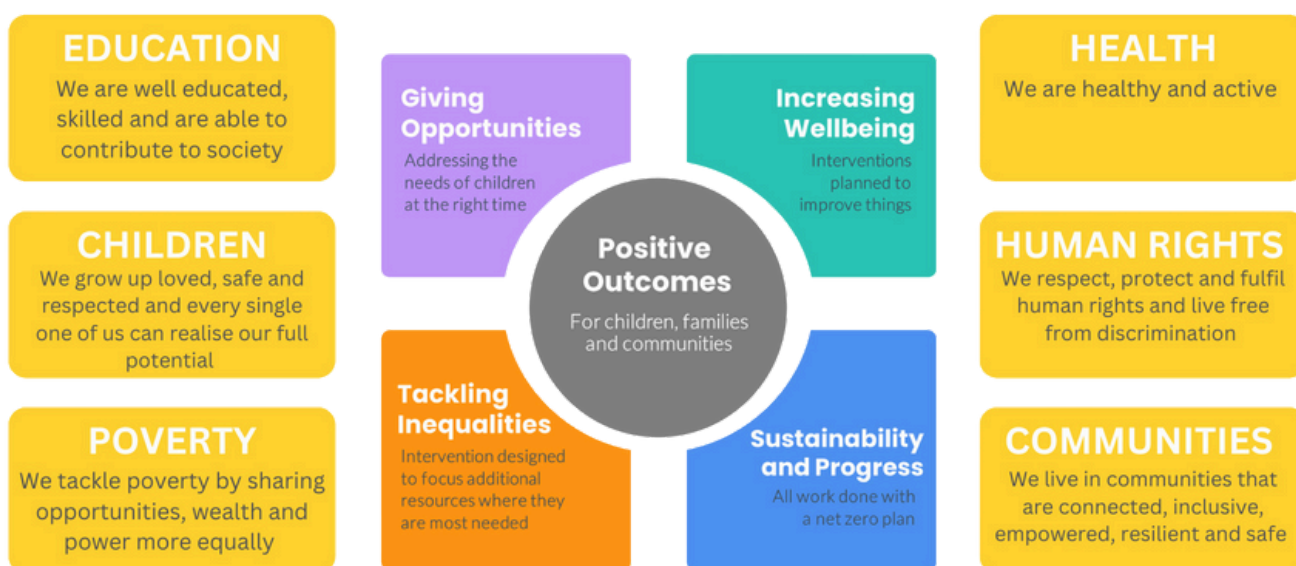 EDUCATION
We are well educated,
skilled and are able to
contribute to society
CHILDREN
We grow up loved, safe and
respected and every single
one of us can realise our full
potential
POVERTY
We tackle poverty by sharing
opportunities, wealth and
power more equally
Giving
Opportunities
Addressing the
needs of children
at the right time
Increasing
Wellbeing
Interventions
planned to
improve things
Positive
Outcomes
For children, families
and communities
Tackling
Inequalities
Intervention designed
to focus additional
resources where they
are most needed
Sustainability
and Progress
All work done with
a net zero plan
HEALTH
We are healthy and active
HUMAN RIGHTS
We respect, protect and fulfil
human rights and live free
from discrimination
COMMUNITIES
We live in communities that
are connected, inclusive,
empowered, resilient and safe